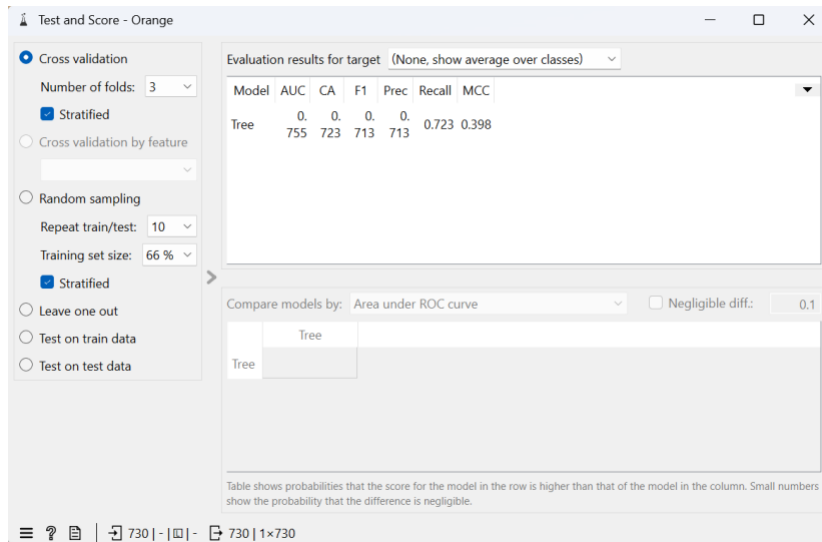 Test and Score - Orange
Cross validation
Number of folds: 3
Stratified
Cross validation by feature
Random sampling
Repeat train/test: 10
Training set size: 66 %
Stratified
Leave one out
Test on train data
Test on test data
Evaluation results for target (None, show average over classes)
Model AUC CA F1 Prec Recall MCC
Tree 0.755 0.723 0.713 0.713 0.723 0.398
Compare models by: Area under ROC curve Negligible diff.: 0.1
Tree
Tree
Table shows probabilities that the score for the model in the row is higher than that of the model in the column. Small numbers
show the probability that the difference is negligible.
730 | - | - 730 | 1×730